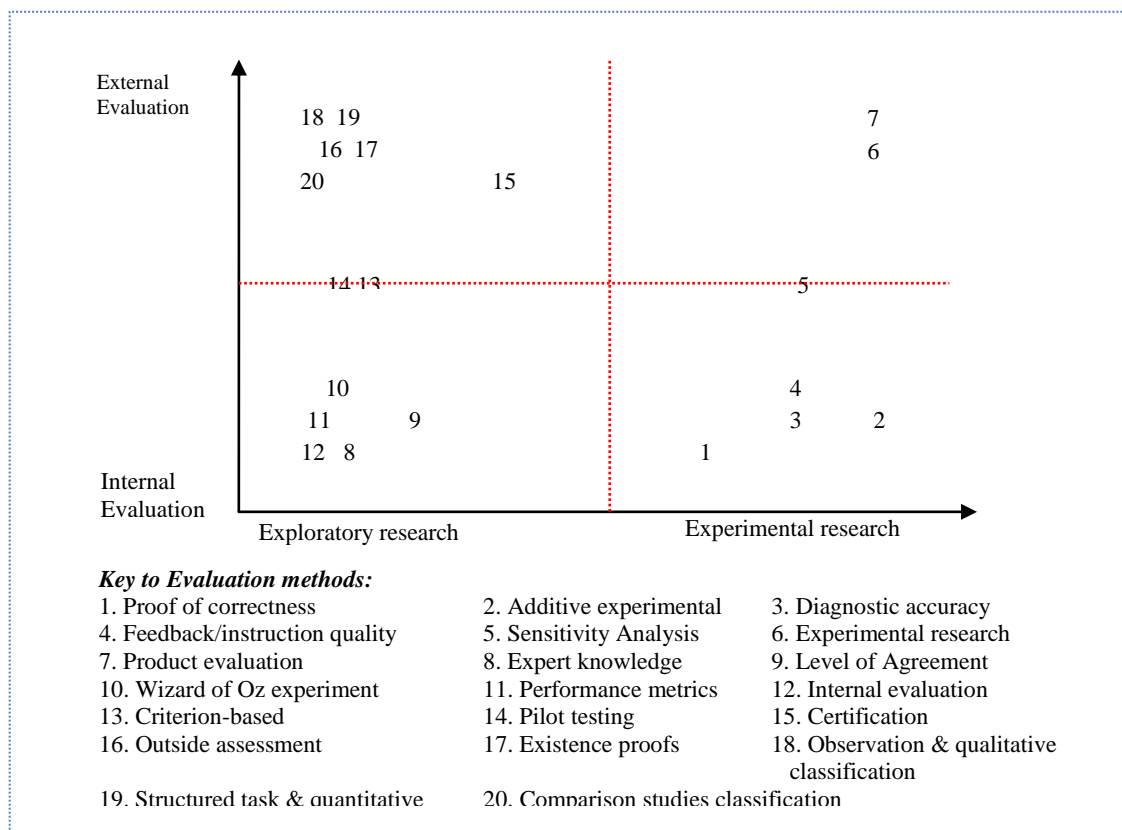 External
Evaluation
18 19 7
16 17 6
20 15
14 13 5
10 4
11 9 3 2
12 8 1
Internal
Evaluation
Exploratory research Experimental research
Key to Evaluation methods:
1. Proof of correctness 2. Additive experimental 3. Diagnostic accuracy
4. Feedback/instruction quality 5. Sensitivity Analysis 6. Experimental research
7. Product evaluation 8. Expert knowledge 9. Level of Agreement
10. Wizard of Oz experiment 11. Performance metrics 12. Internal evaluation
13. Criterion-based 14. Pilot testing 15. Certification
16. Outside assessment 17. Existence proofs 18. Observation & qualitative
classification
19. Structured task & quantitative 20. Comparison studies classification